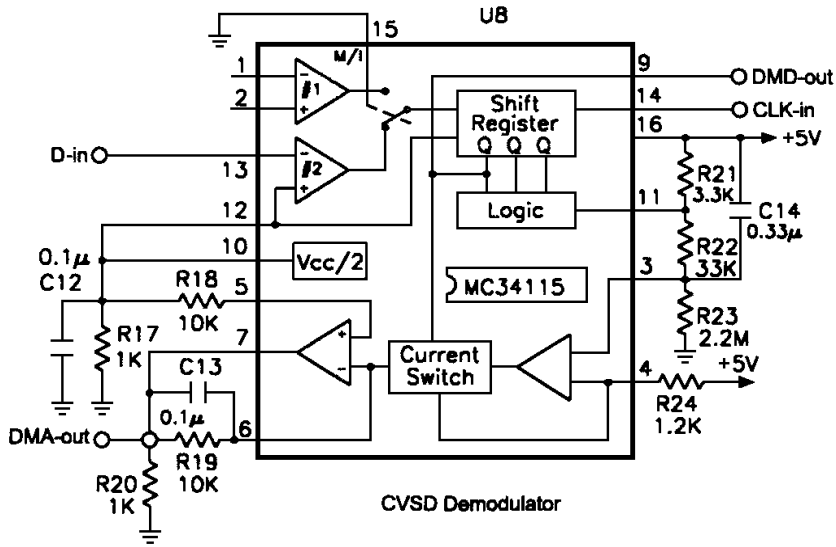 U8
15
M/I
1
2
#1
#2
D-in
13
12
10
5
7
6
9
DMD-out
14
CLK-in
16
+5V
Shift
Register
Q Q Q
Logic
11
R21
3.3K
C14
0.33μ
R22
33K
3
R23
2.2M
4
+5V
R24
1.2K
Vcc/2
MC34115
Current
Switch
+
-
0.1μ
C12
R18
10K
R17
1K
C13
0.1μ
DMA-out
R19
10K
R20
1K
CVSD Demodulator